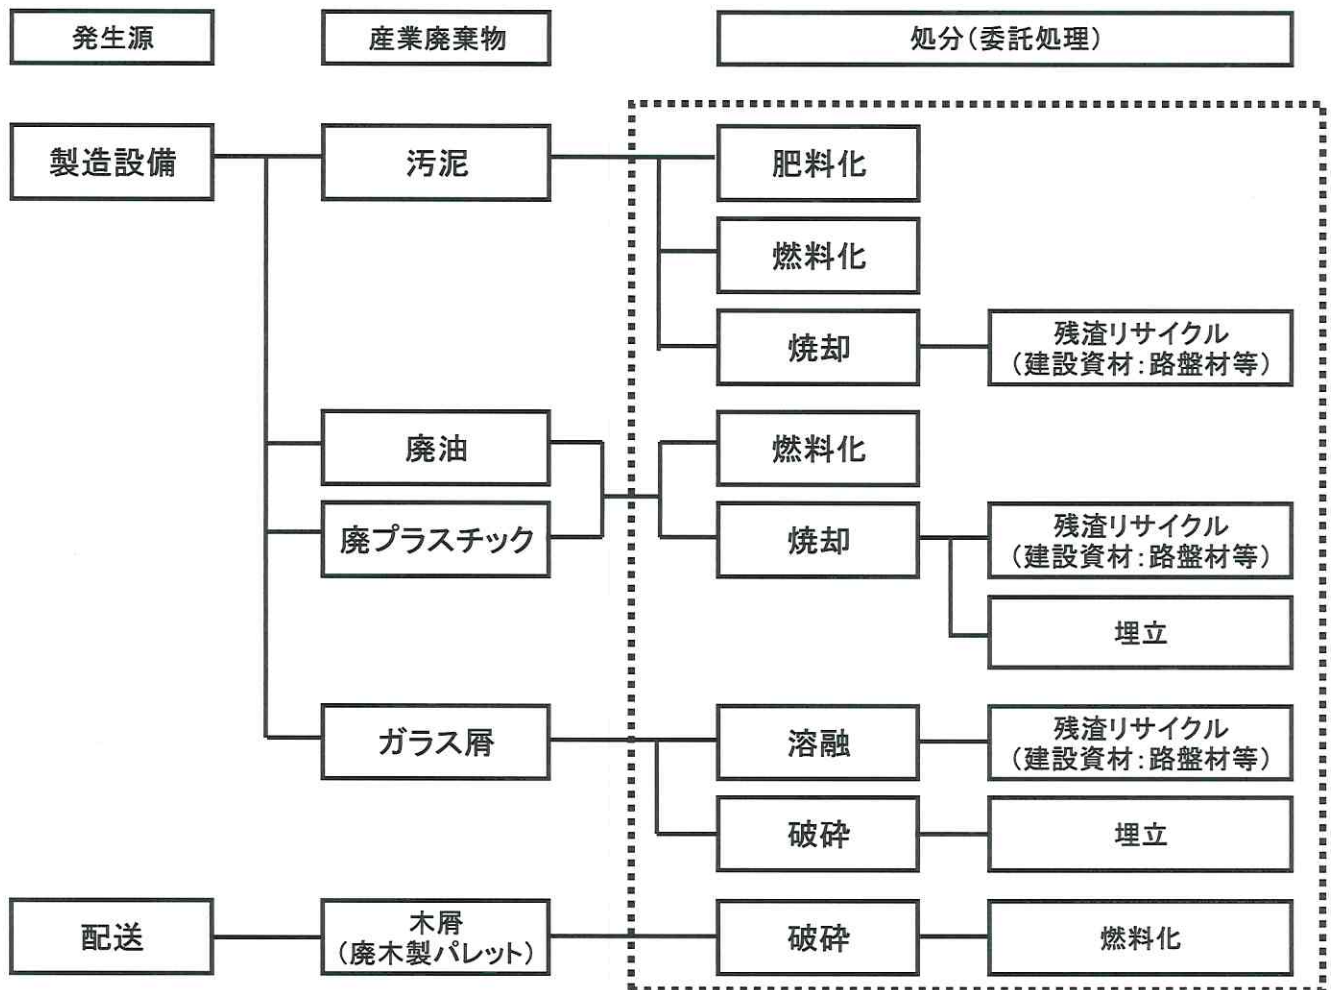 発生源
産業廃棄物
処分(委託処理)
製造設備
汚泥
肥料化
燃料化
焼却
残渣リサイクル
(建設資材:路盤材等)
廃油
廃プラスチック
燃料化
焼却
残渣リサイクル
(建設資材:路盤材等)
埋立
ガラス屑
溶融
残渣リサイクル
(建設資材:路盤材等)
破砕
埋立
配送
木屑
(廃木製パレット)
破砕
燃料化